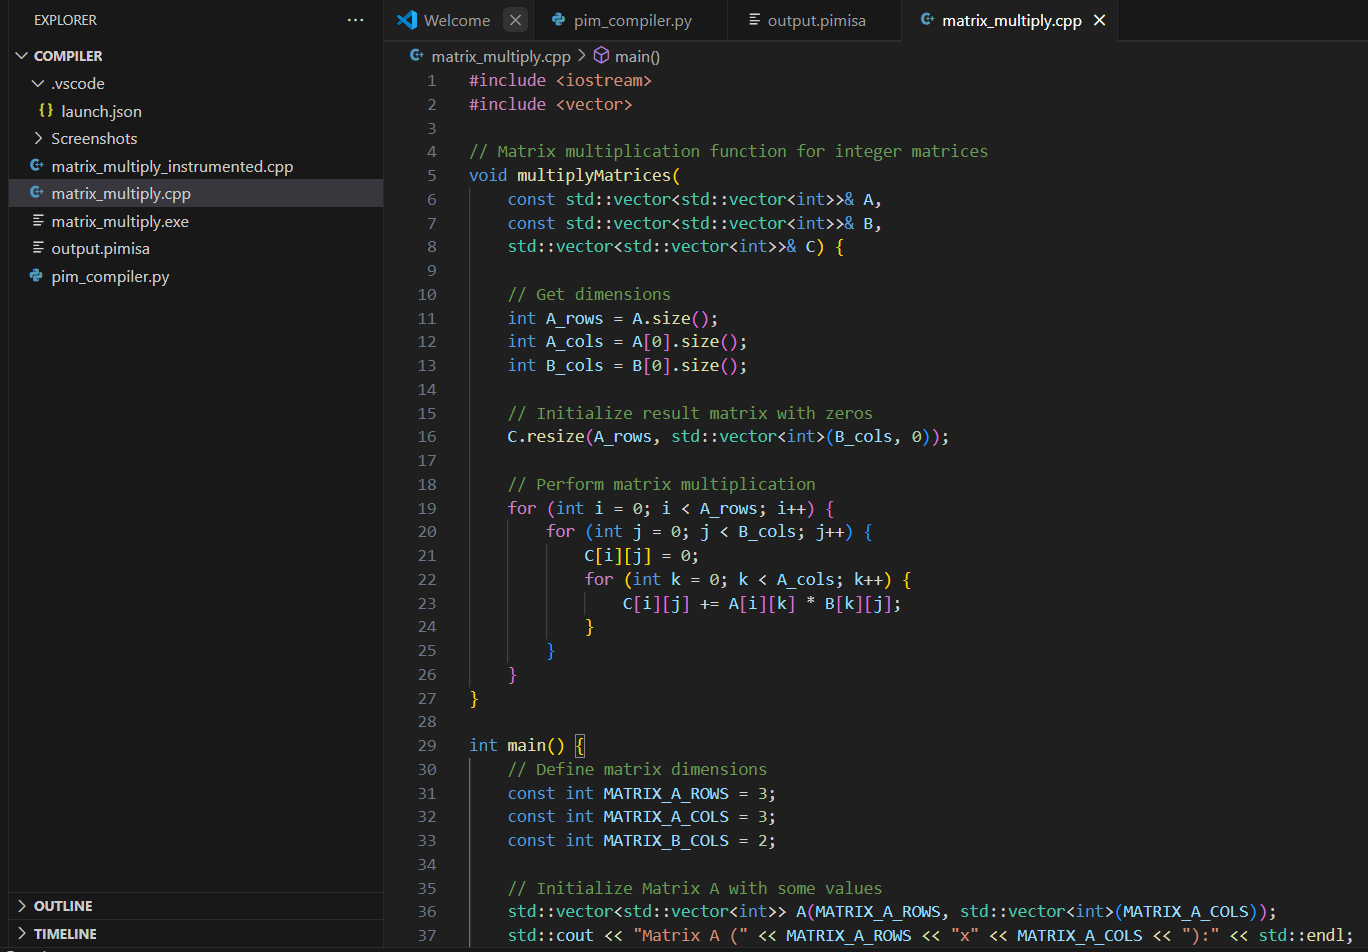 EXPLORER ...
COMPILER
.vscode
{} launch.json
Screenshots
matrix_multiply_instrumented.cpp
matrix_multiply.cpp
matrix_multiply.exe
output.pimisa
pim_compiler.py
OUTLINE
TIMELINE
Welcome
pim_compiler.py
output.pimisa
matrix_multiply.cpp
matrix_multiply.cpp > main()
1 #include <iostream>
2 #include <vector>
3
4 // Matrix multiplication function for integer matrices
5 void multiplyMatrices(
6     const std::vector<std::vector<int>>& A,
7     const std::vector<std::vector<int>>& B,
8     std::vector<std::vector<int>>& C) {
9
10     // Get dimensions
11     int A_rows = A.size();
12     int A_cols = A[0].size();
13     int B_cols = B[0].size();
14
15     // Initialize result matrix with zeros
16     C.resize(A_rows, std::vector<int>(B_cols, 0));
17
18     // Perform matrix multiplication
19     for (int i = 0; i < A_rows; i++) {
20         for (int j = 0; j < B_cols; j++) {
21             C[i][j] = 0;
22             for (int k = 0; k < A_cols; k++) {
23                 C[i][j] += A[i][k] * B[k][j];
24             }
25         }
26     }
27 }
28
29 int main() {
30     // Define matrix dimensions
31     const int MATRIX_A_ROWS = 3;
32     const int MATRIX_A_COLS = 3;
33     const int MATRIX_B_COLS = 2;
34
35     // Initialize Matrix A with some values
36     std::vector<std::vector<int>> A(MATRIX_A_ROWS, std::vector<int>(MATRIX_A_COLS));
37     std::cout << "Matrix A (" << MATRIX_A_ROWS << "x" << MATRIX_A_COLS << "):" << std::endl;